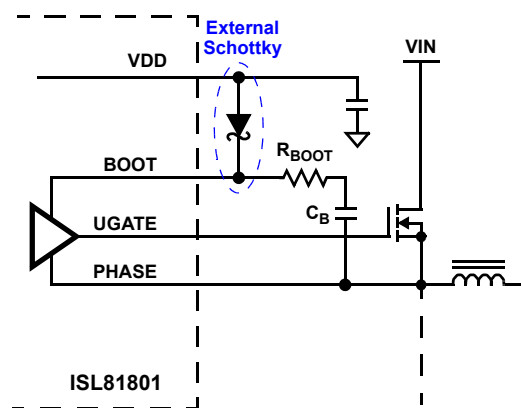 External
Schottky
VDD
VIN
BOOT
RBOOT
CB
UGATE
PHASE
ISL81801